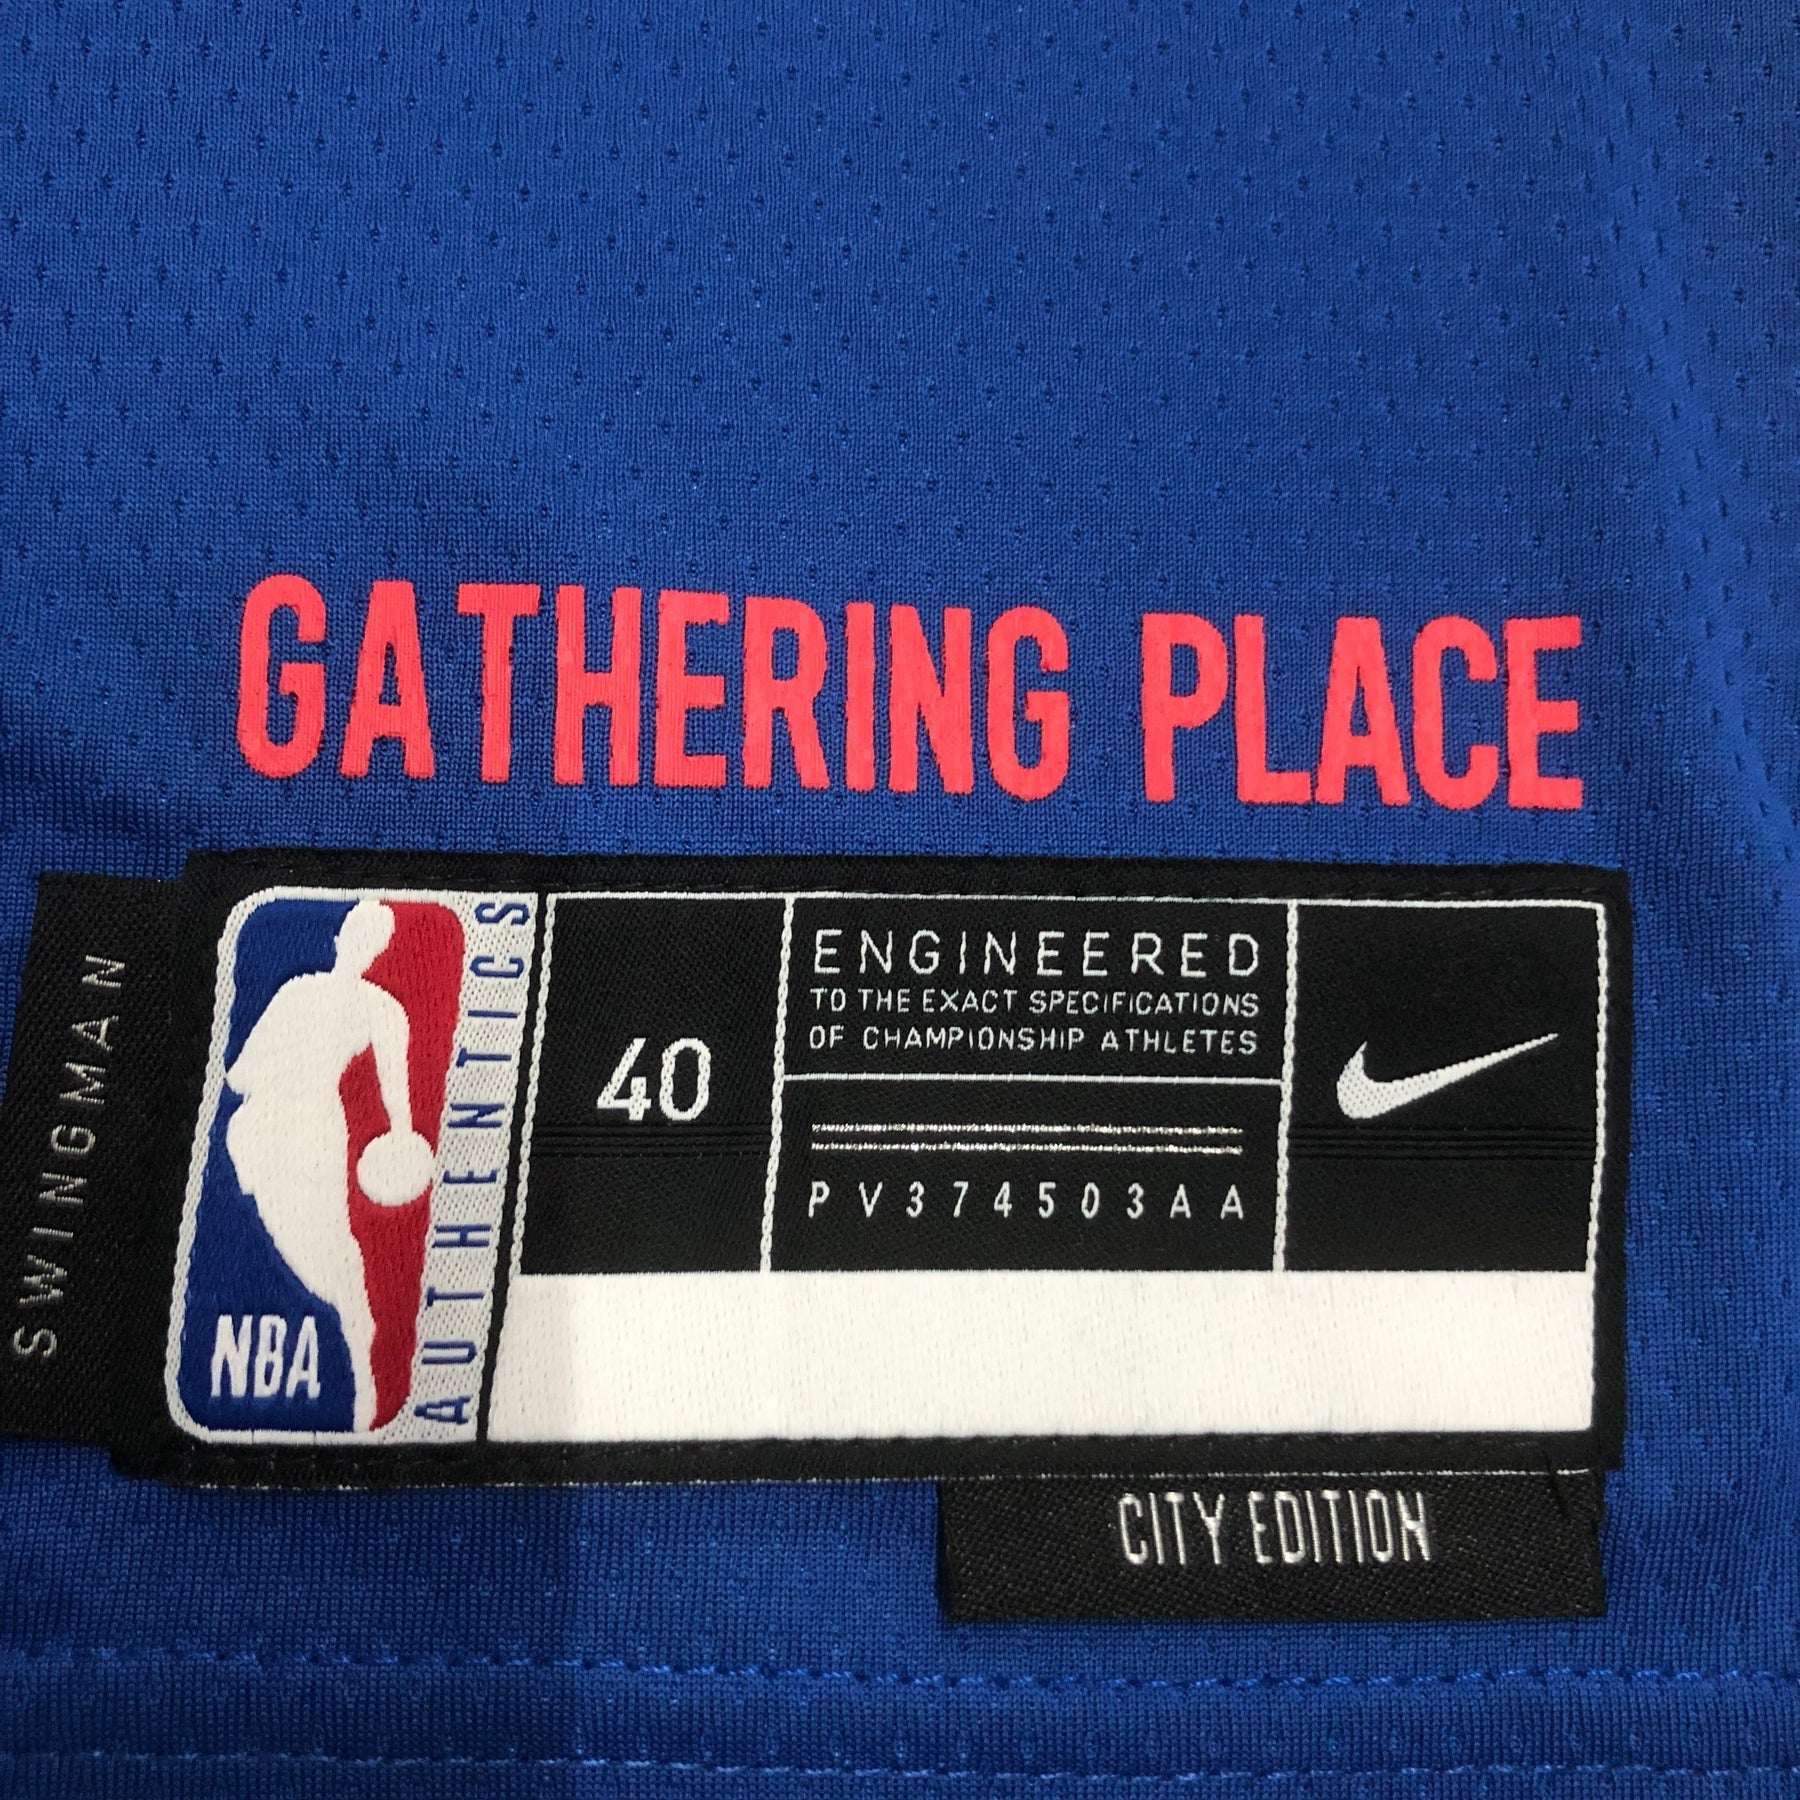 GATHERING PLACE
SWINGMAN
NBA
AUTHENTICS
40
ENGINEERED
TO THE EXACT SPECIFICATIONS
OF CHAMPIONSHIP ATHLETES
PV374503AA
CITY EDITION